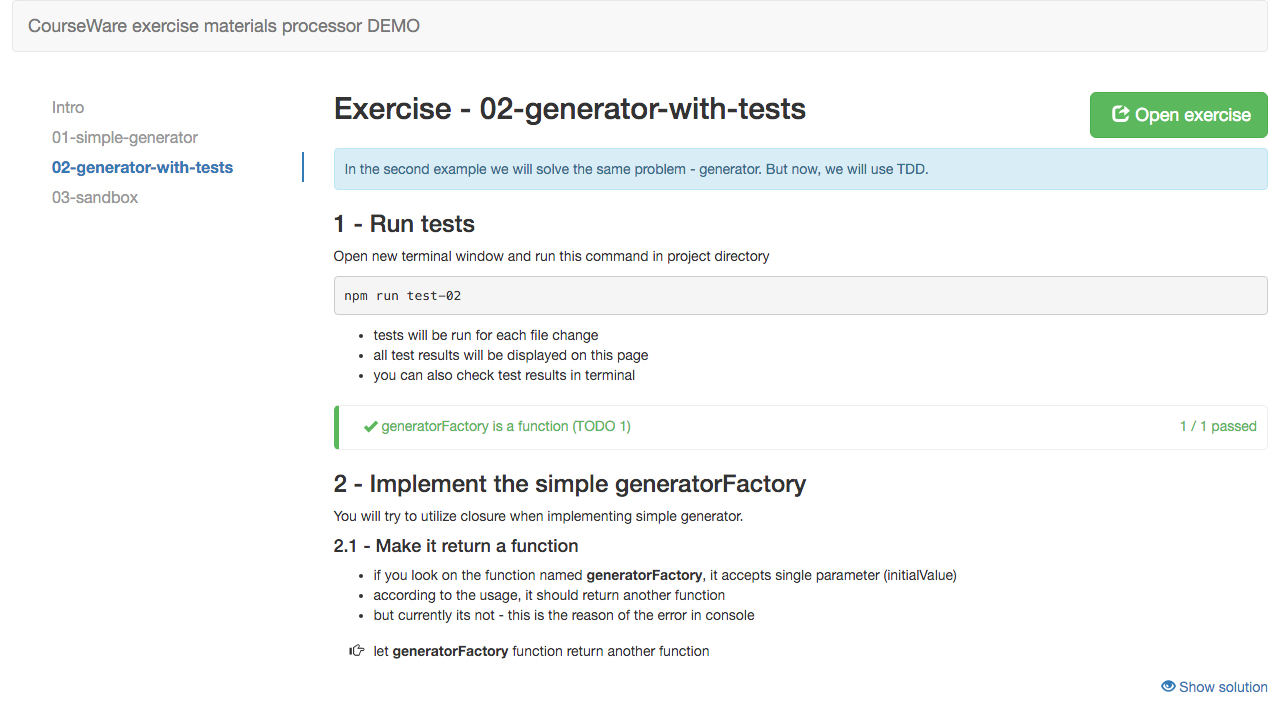 CourseWare exercise materials processor DEMO
Intro
01-simple-generator
02-generator-with-tests
03-sandbox
Exercise - 02-generator-with-tests
Open exercise
In the second example we will solve the same problem - generator. But now, we will use TDD.
1 - Run tests
Open new terminal window and run this command in project directory
npm run test-02
tests will be run for each file change
all test results will be displayed on this page
you can also check test results in terminal
generatorFactory is a function (TODO 1) 1 / 1 passed
2 - Implement the simple generatorFactory
You will try to utilize closure when implementing simple generator.
2.1 - Make it return a function
if you look on the function named generatorFactory, it accepts single parameter (initialValue)
according to the usage, it should return another function
but currently its not - this is the reason of the error in console
let generatorFactory function return another function
Show solution